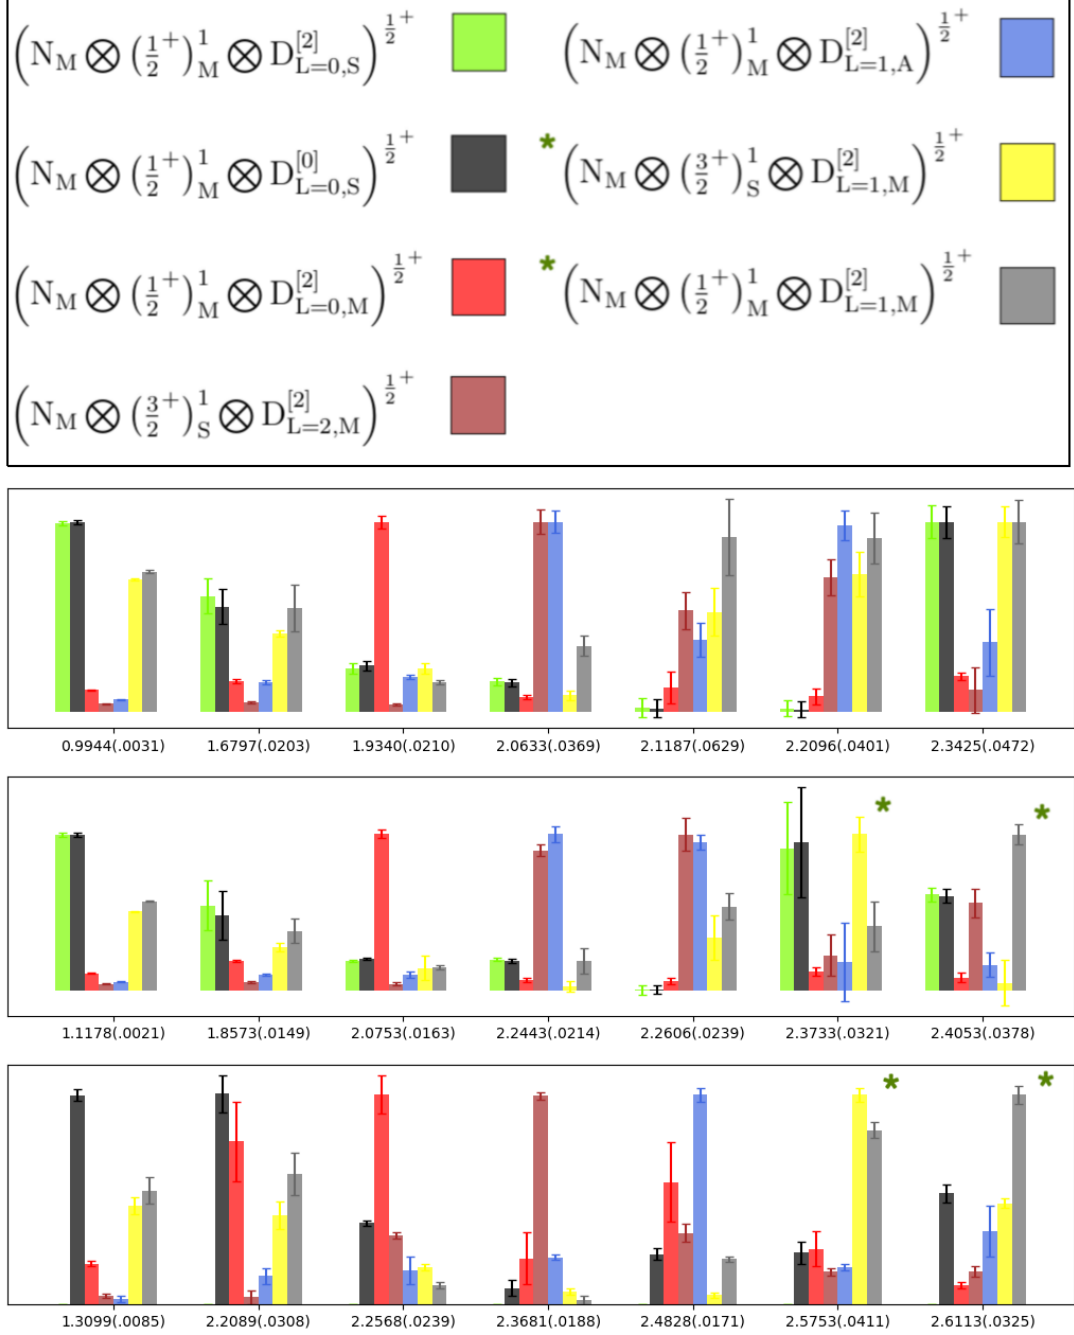 (N_M ⊗ (1/2^+)^1_M ⊗ D^[2]_{L=0,S})^{1/2^+} (N_M ⊗ (1/2^+)^1_M ⊗ D^[2]_{L=1,A})^{1/2^+}
(N_M ⊗ (1/2^+)^1_M ⊗ D^[0]_{L=0,S})^{1/2^+} * (N_M ⊗ (3/2^+)^1_S ⊗ D^[2]_{L=1,M})^{1/2^+}
(N_M ⊗ (1/2^+)^1_M ⊗ D^[2]_{L=0,M})^{1/2^+} * (N_M ⊗ (1/2^+)^1_M ⊗ D^[2]_{L=1,M})^{1/2^+}
(N_M ⊗ (3/2^+)^1_S ⊗ D^[2]_{L=2,M})^{1/2^+}
0.9944(.0031) 1.6797(.0203) 1.9340(.0210) 2.0633(.0369) 2.1187(.0629) 2.2096(.0401) 2.3425(.0472)
* *
1.1178(.0021) 1.8573(.0149) 2.0753(.0163) 2.2443(.0214) 2.2606(.0239) 2.3733(.0321) 2.4053(.0378)
* *
1.3099(.0085) 2.2089(.0308) 2.2568(.0239) 2.3681(.0188) 2.4828(.0171) 2.5753(.0411) 2.6113(.0325)